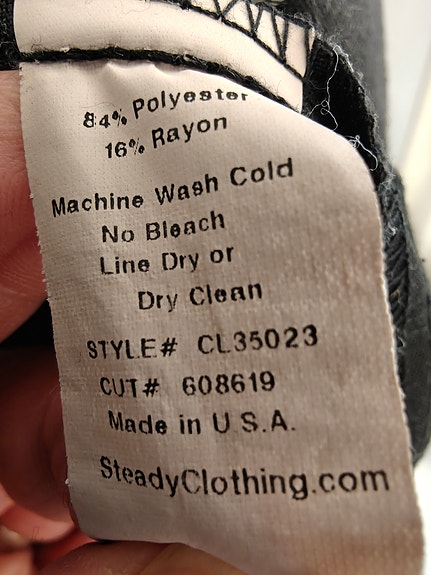 84% Polyester
16% Rayon
Machine Wash Cold
No Bleach
Line Dry or
Dry Clean
STYLE# CL35023
CUT# 608619
Made in U.S.A.
SteadyClothing.com